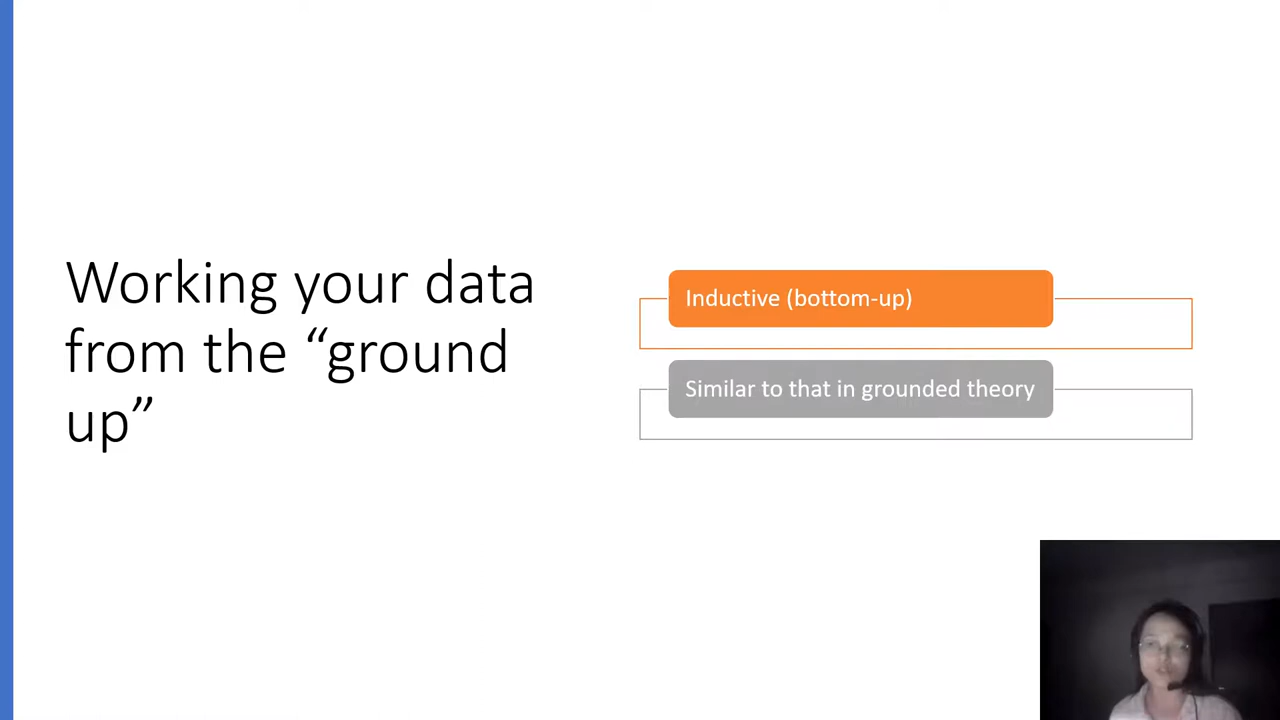 Working your data
from the “ground
up”
Inductive (bottom-up)
Similar to that in grounded theory